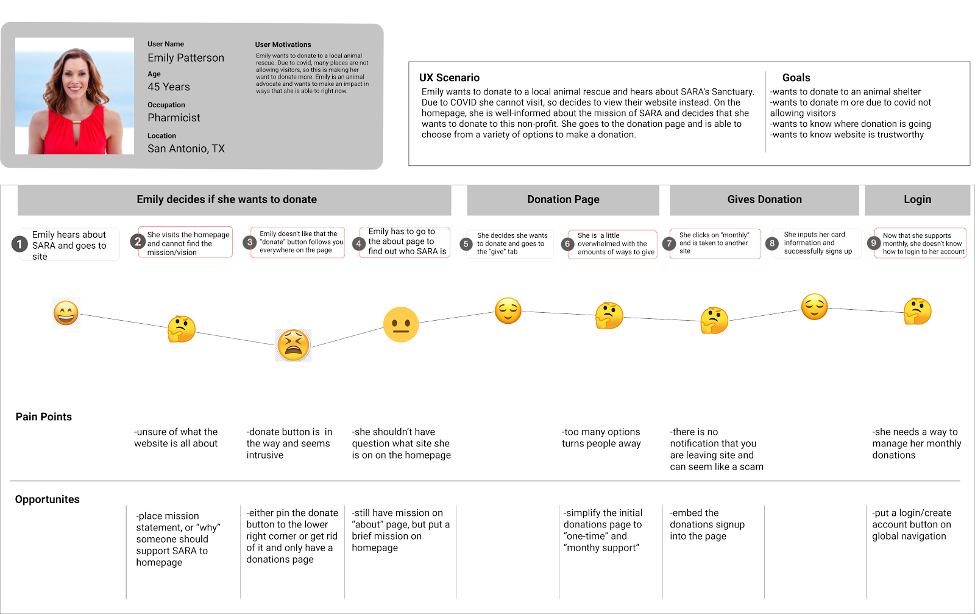 User Name
Emily Patterson
Age
45 Years
Occupation
Pharmicist
Location
San Antonio, TX
User Motivations
Emily wants to donate to a local animal
rescue. Due to covid, many places are not
allowing visitors, so this is making her
want to donate more. Emily is an animal
advocate and wants to make an impact in
ways that she is able to right now.
UX Scenario
Emily wants to donate to a local animal rescue and hears about SARA's Sanctuary.
Due to COVID she cannot visit, so decides to view their website instead. On the
homepage, she is well-informed about the mission of SARA and decides that she
wants to donate to this non-profit. She goes to the donation page and is able to
choose from a variety of options to make a donation.
Goals
-wants to donate to an animal shelter
-wants to donate m ore due to covid not
allowing visitors
-wants to know where donation is going
-wants to know website is trustworthy
Emily decides if she wants to donate
Donation Page
Gives Donation
Login
1
Emily hears about
SARA and goes to
site
2
She visits the homepage
and cannot find the
mission/vision
3
Emily doesn't like that the
"donate" button follows you
everywhere on the page
4
Emily has to go to
the about page to
find out who SARA is
5
She decides she wants
to donate and goes to
the "give" tab
6
She is a little
overwhelmed with the
amounts of ways to give
7
She clicks on "monthly"
and is taken to another
site
8
She inputs her card
information and
successfully signs up
9
Now that she supports
monthly, she doesn't know
how to login to her account
Pain Points
-unsure of what the
website is all about
-donate button is in
the way and seems
intrusive
-she shouldn't have
question what site she
is on on the homepage
-too many options
turns people away
-there is no
notification that you
are leaving site and
can seem like a scam
-she needs a way to
manage her monthly
donations
Opportunites
-place mission
statement, or "why"
someone should
support SARA to
homepage
-either pin the donate
button to the lower
right corner or get rid
of it and only have a
donations page
-still have mission on
"about" page, but put a
brief mission on
homepage
-simplify the initial
donations page to
"one-time" and
"monthy support"
-embed the
donations signup
into the page
-put a login/create
account button on
global navigation